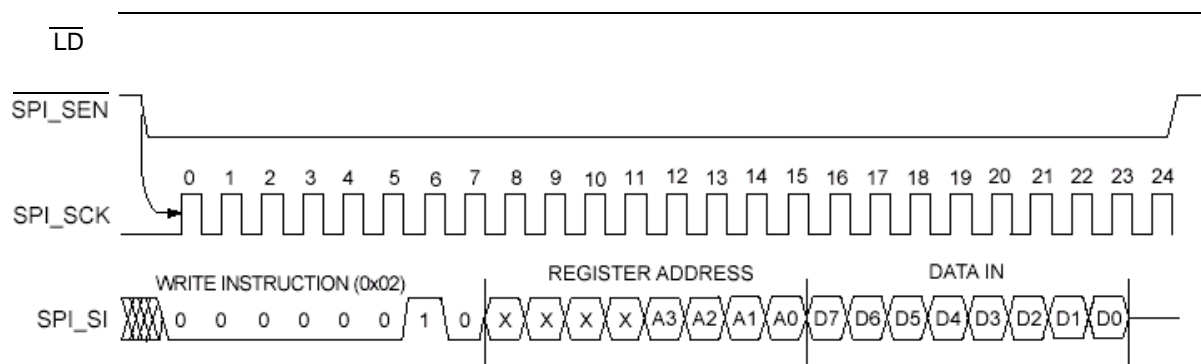 LD
SPI_SEN
0 1 2 3 4 5 6 7 8 9 10 11 12 13 14 15 16 17 18 19 20 21 22 23 24
SPI_SCK
WRITE INSTRUCTION (0x02) REGISTER ADDRESS DATA IN
SPI_SI 0 0 0 0 0 0 1 0 X X X X A3 A2 A1 A0 D7 D6 D5 D4 D3 D2 D1 D0